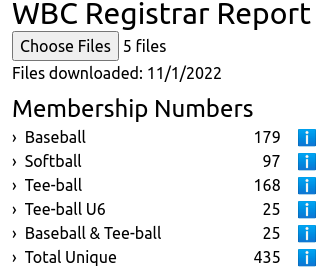 WBC Registrar Report
Choose Files 5 files
Files downloaded: 11/1/2022
Membership Numbers
› Baseball 179 i
› Softball 97 i
› Tee-ball 168 i
› Tee-ball U6 25 i
› Baseball & Tee-ball 25 i
› Total Unique 435 i